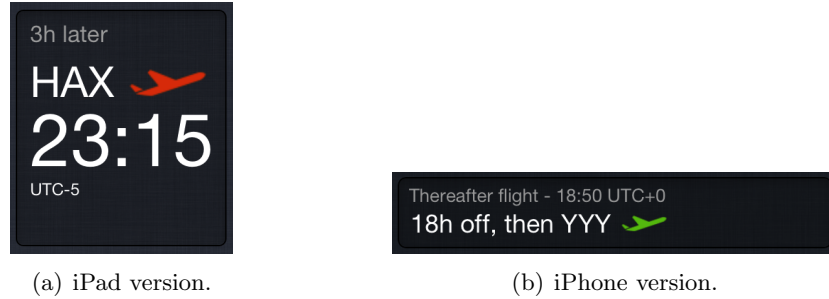 3h later
HAX
23:15
UTC-5
Thereafter flight - 18:50 UTC+0
18h off, then YYY
(a) iPad version.
(b) iPhone version.